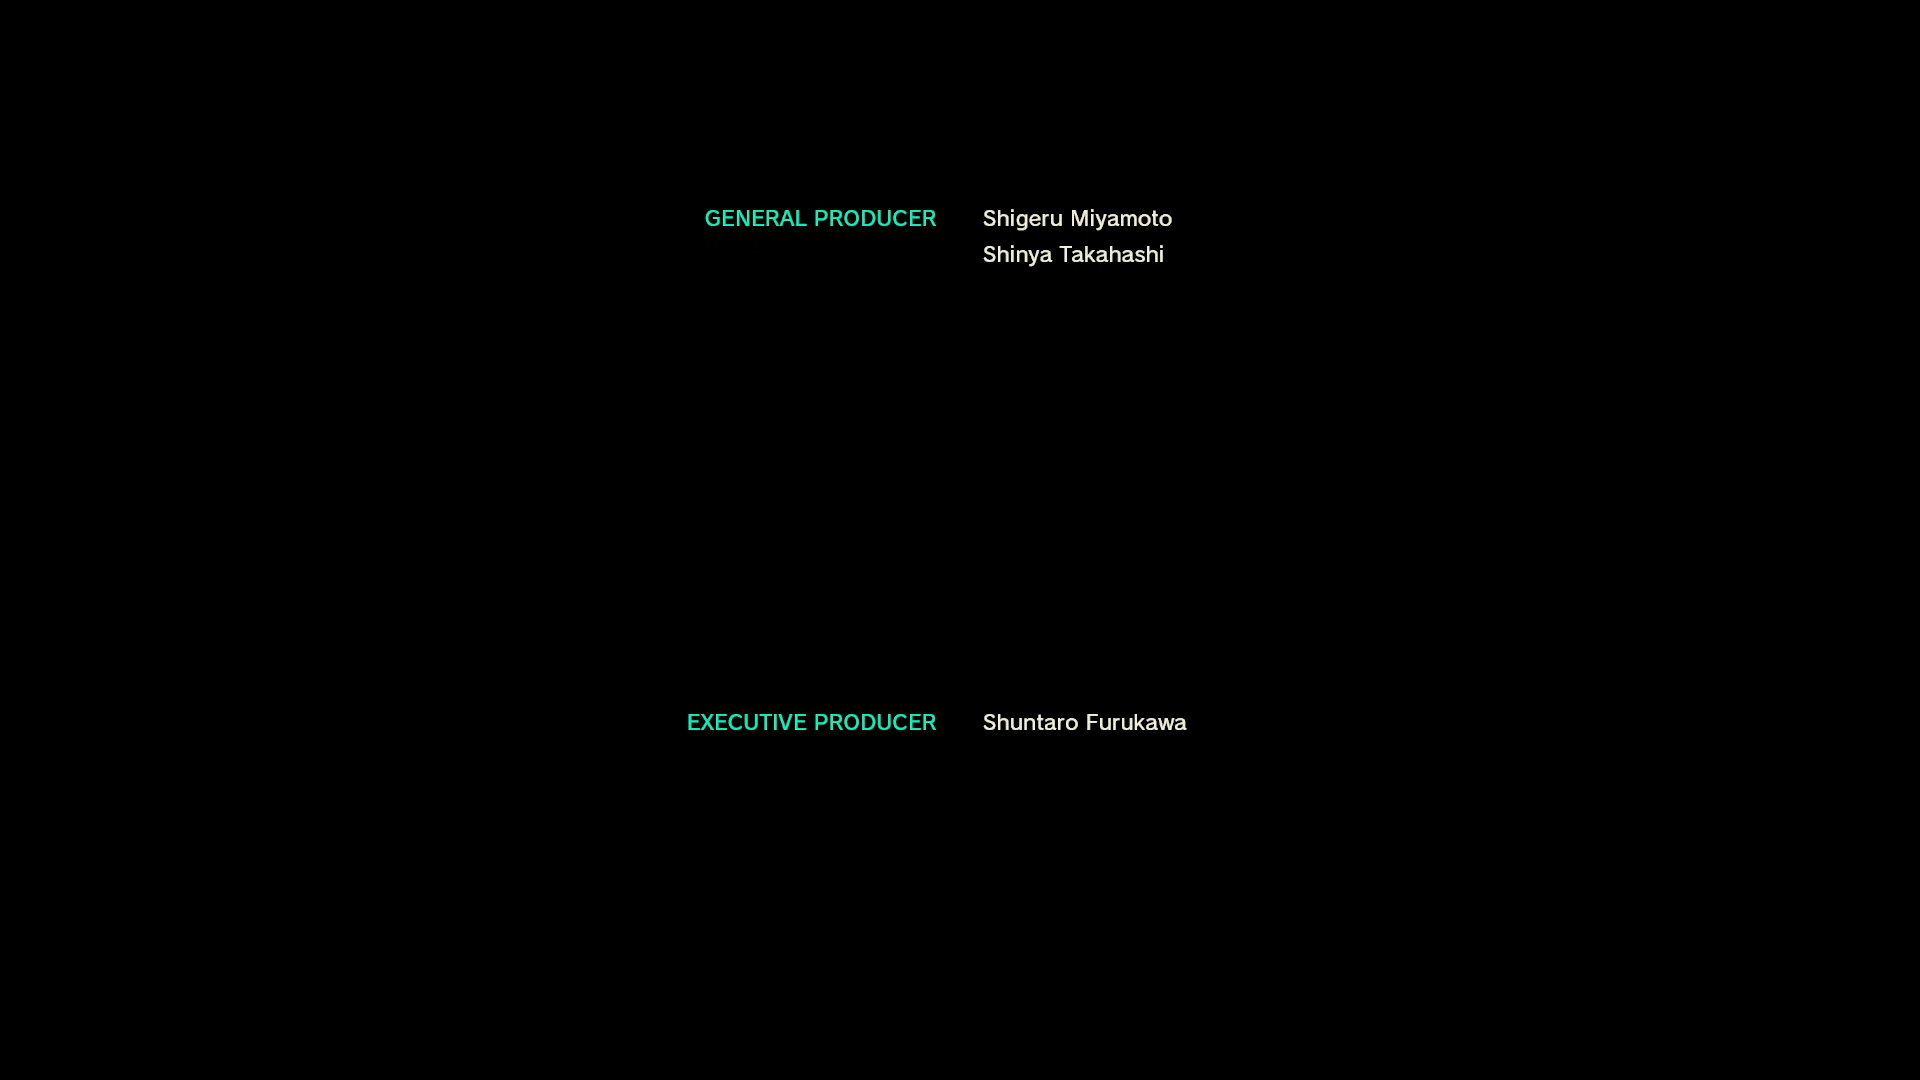 GENERAL PRODUCER Shigeru Miyamoto
Shinya Takahashi
EXECUTIVE PRODUCER Shuntaro Furukawa